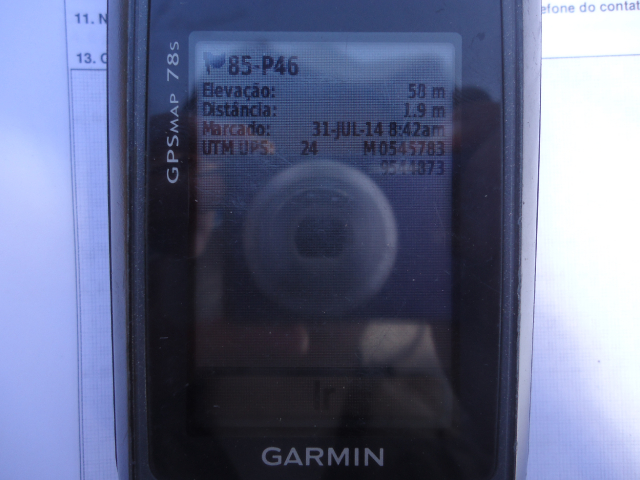 11. N
efone do contat
13. C
GPSMAP 78s
85-P46
Elevação: 58 m
Distância: 1.9 m
Marcado: 31-JUL-14 8:42am
UTM UPS: 24 M 0545783
Ir
GARMIN